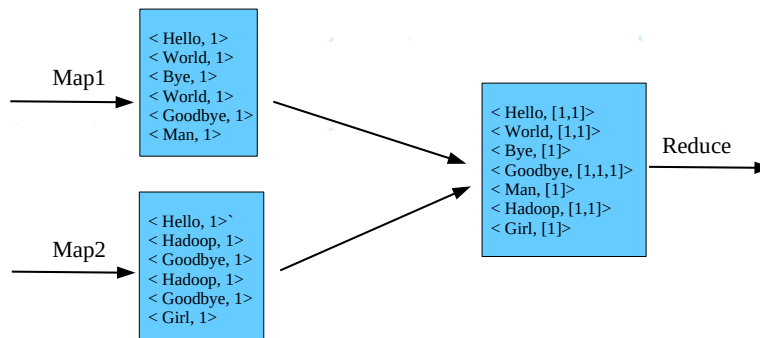 Map1
< Hello, 1>
< World, 1>
< Bye, 1>
< World, 1>
< Goodbye, 1>
< Man, 1>
Map2
< Hello, 1>`
< Hadoop, 1>
< Goodbye, 1>
< Hadoop, 1>
< Goodbye, 1>
< Girl, 1>
< Hello, [1,1]>
< World, [1,1]>
< Bye, [1]>
< Goodbye, [1,1,1]>
< Man, [1]>
< Hadoop, [1,1]>
< Girl, [1]>
Reduce